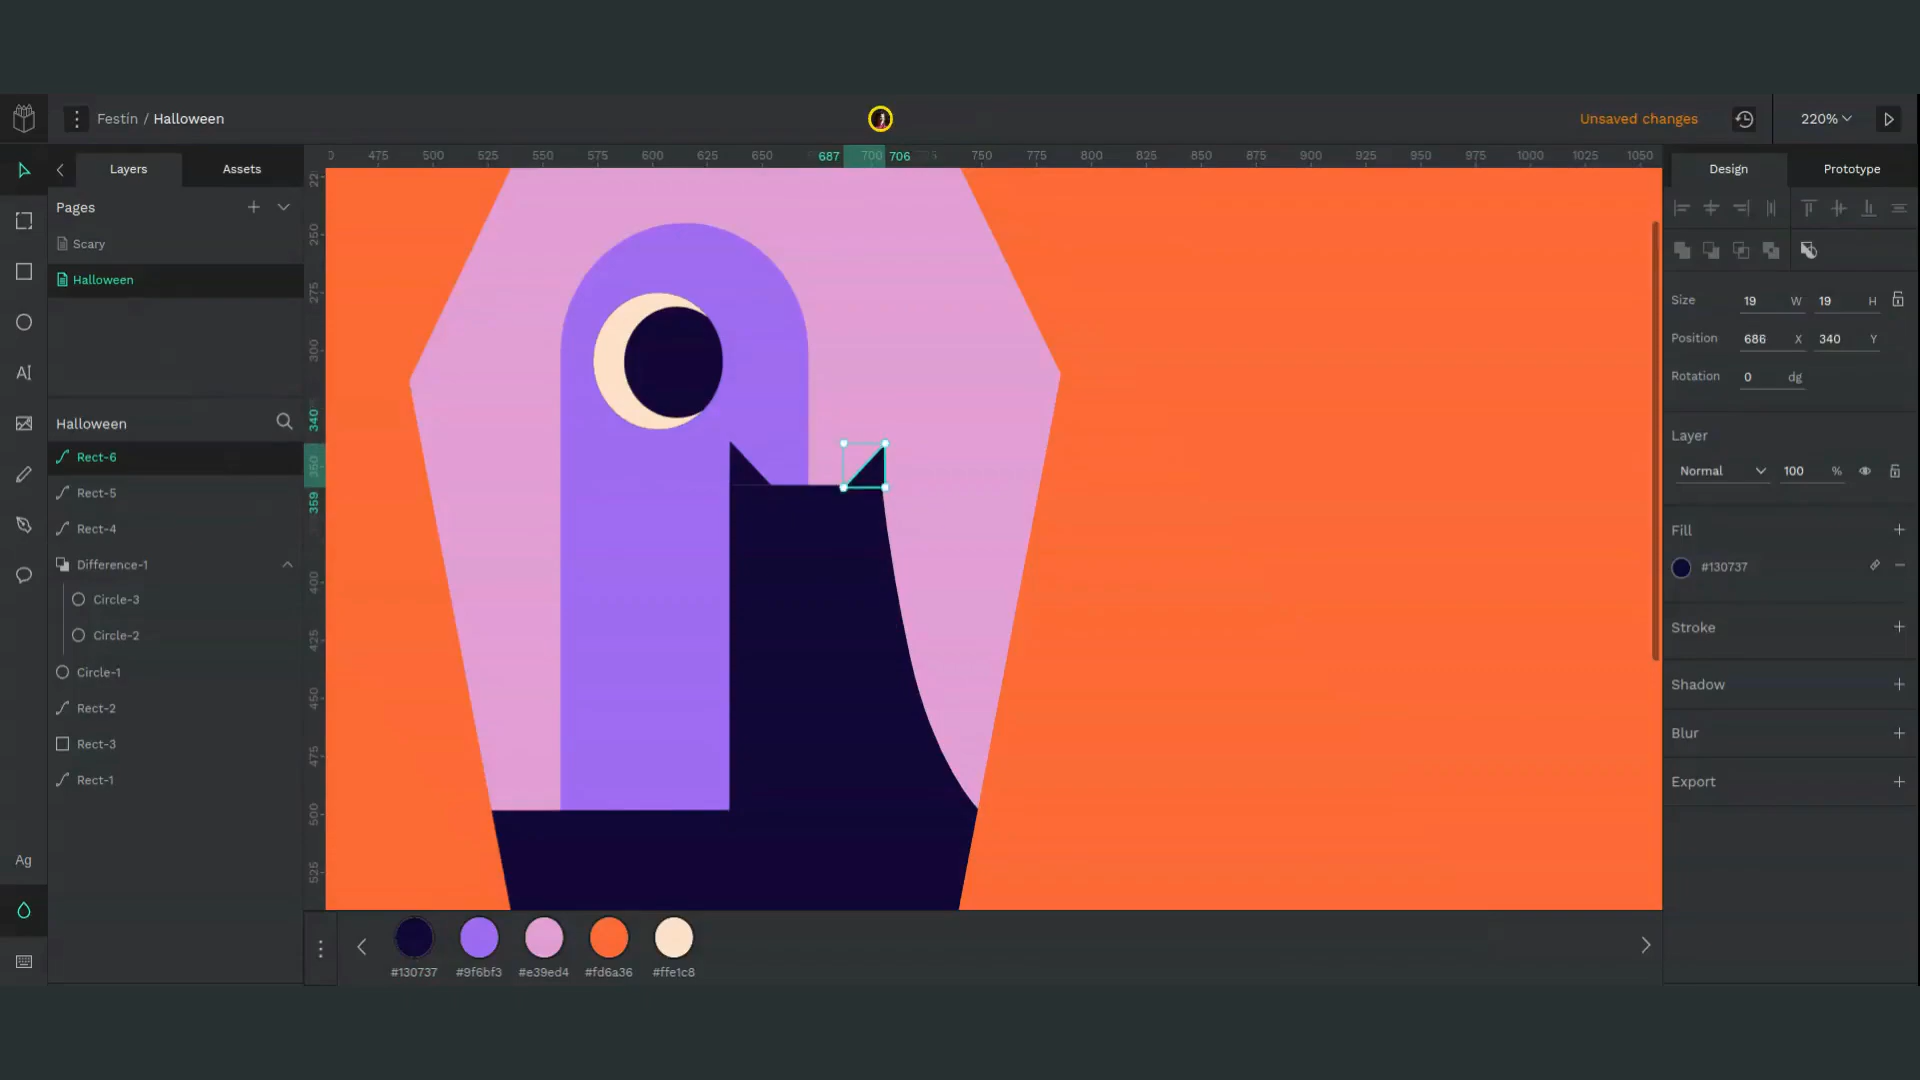 Festín / Halloween
Unsaved changes
220%
Layers
Assets
475 500 525 550 575 600 625 650 687 700 706 750 775 800 825 850 875 900 925 950 975 1000 1025 1050
Design
Prototype
Pages
Scary
Halloween
250
275
300
340
350
359
400
425
450
475
500
525
Halloween
Rect-6
Rect-5
Rect-4
Difference-1
Circle-3
Circle-2
Circle-1
Rect-2
Rect-3
Rect-1
AI
Ag
Size 19 W 19 H
Position 686 X 340 Y
Rotation 0 dg
Layer
Normal 100 %
Fill
#130737
Stroke
Shadow
Blur
Export
#130737 #9f6bf3 #e39ed4 #fd6a36 #ffe1c8